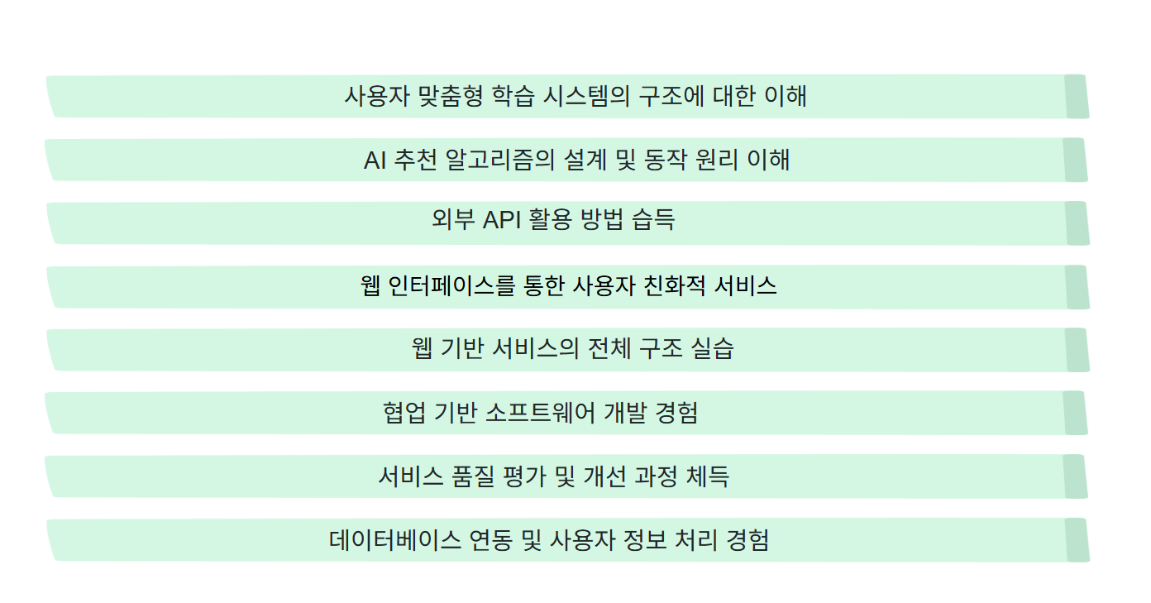 사용자 맞춤형 학습 시스템의 구조에 대한 이해
AI 추천 알고리즘의 설계 및 동작 원리 이해
외부 API 활용 방법 습득
웹 인터페이스를 통한 사용자 친화적 서비스
웹 기반 서비스의 전체 구조 실습
협업 기반 소프트웨어 개발 경험
서비스 품질 평가 및 개선 과정 체득
데이터베이스 연동 및 사용자 정보 처리 경험